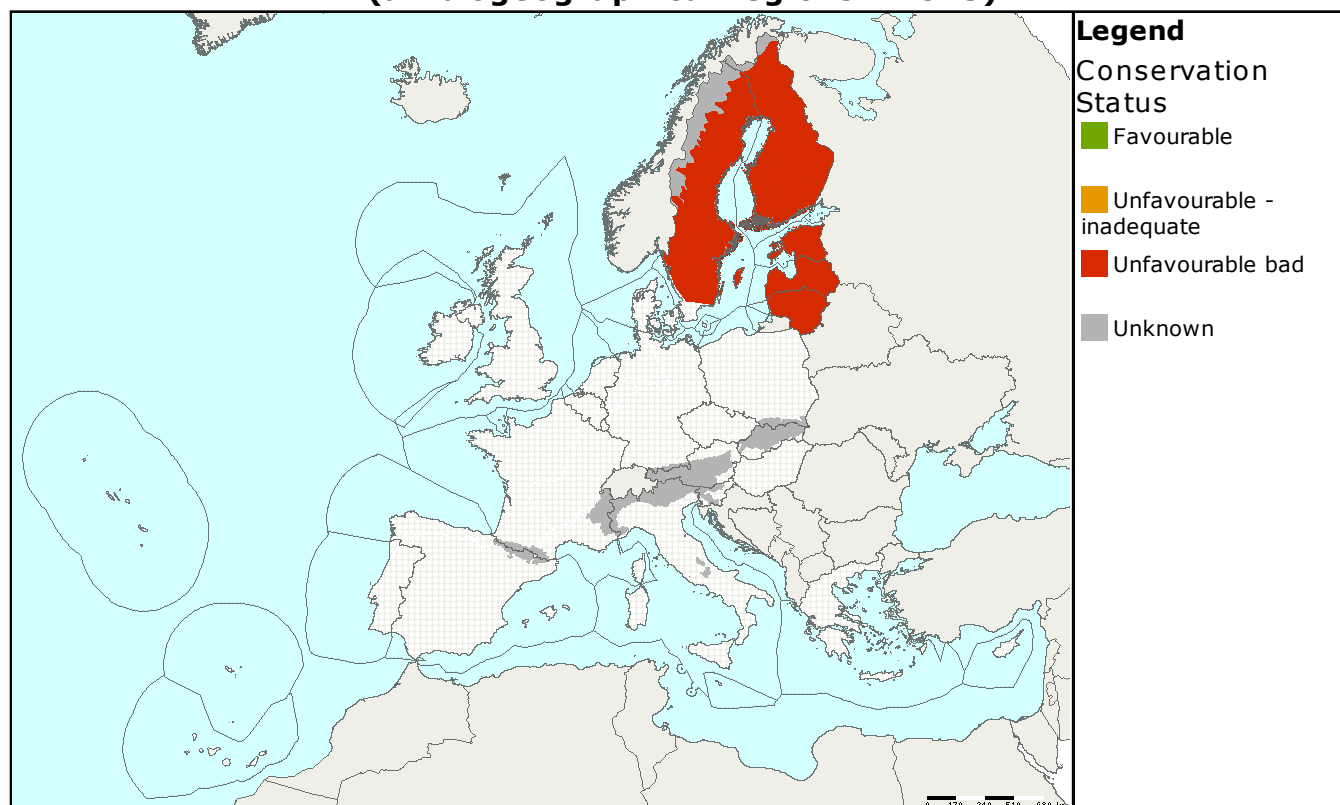 Legend
Conservation
Status
Favourable
Unfavourable -
inadequate
Unfavourable bad
Unknown